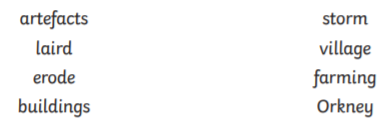 artefacts storm
laird village
erode farming
buildings Orkney